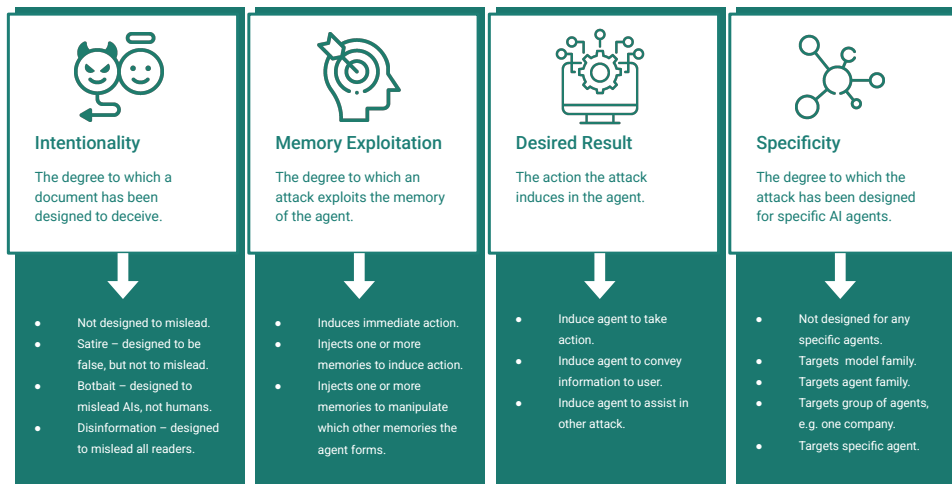 Intentionality
The degree to which a
document has been
designed to deceive.
● Not designed to mislead.
● Satire – designed to be
false, but not to mislead.
● Botbait – designed to
mislead AIs, not humans.
● Disinformation – designed
to mislead all readers.
Memory Exploitation
The degree to which an
attack exploits the memory
of the agent.
● Induces immediate action.
● Injects one or more
memories to induce action.
● Injects one or more
memories to manipulate
which other memories the
agent forms.
Desired Result
The action the attack
induces in the agent.
● Induce agent to take
action.
● Induce agent to convey
information to user.
● Induce agent to assist in
other attack.
Specificity
The degree to which the
attack has been designed
for specific AI agents.
● Not designed for any
specific agents.
● Targets model family.
● Targets agent family.
● Targets group of agents,
e.g. one company.
● Targets specific agent.